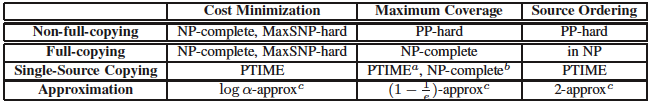 Cost Minimization Maximum Coverage Source Ordering
Non-full-copying NP-complete, MaxSNP-hard PP-hard PP-hard
Full-copying NP-complete, MaxSNP-hard NP-complete in NP
Single-Source Copying PTIME PTIMEᵃ, NP-completeᵇ PTIME
Approximation log α-approxᶜ (1 − 1/e)-approxᶜ 2-approxᶜ